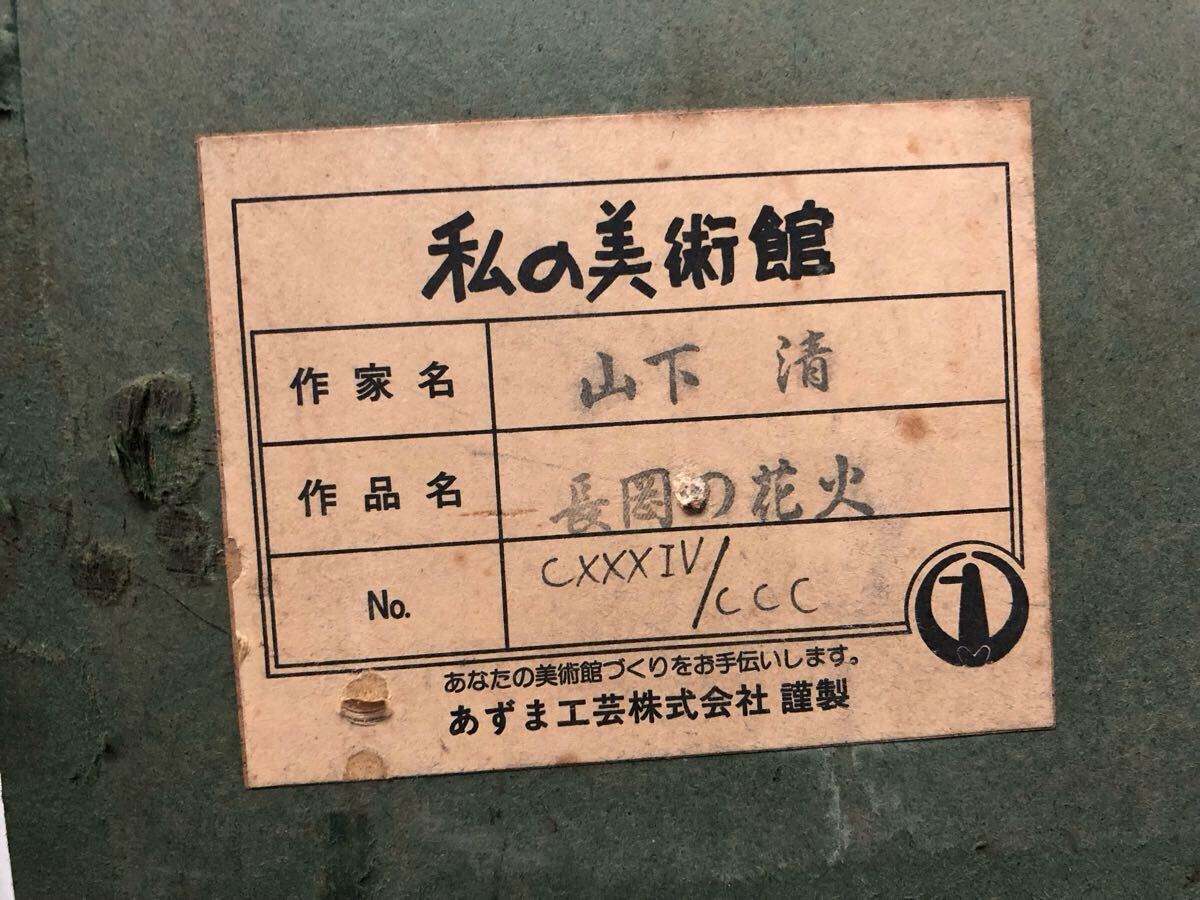 私の美術館
作家名 山下 清
作品名 長岡の花火
No. CXXXIV/CCC
あなたの美術館づくりをお手伝いします。
あずま工芸株式会社 謹製